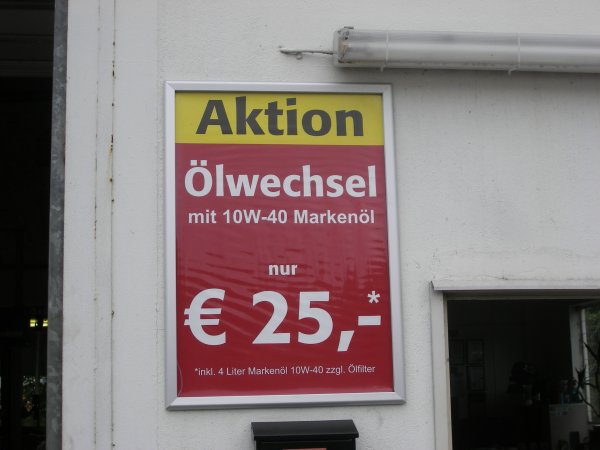 Aktion
Ölwechsel
mit 10W-40 Markenöl
nur
€ 25,-*
*inkl. 4 Liter Markenöl 10W-40 zzgl. Ölfilter